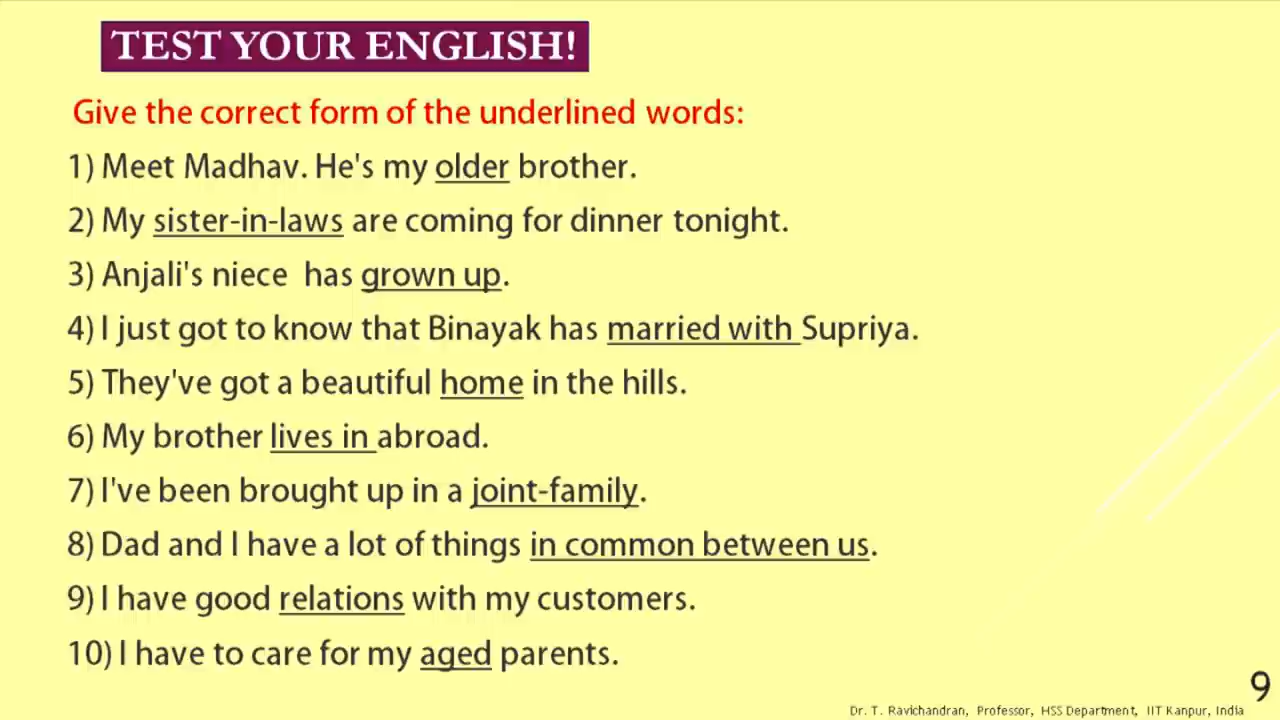 TEST YOUR ENGLISH!
Give the correct form of the underlined words:
1) Meet Madhav. He's my older brother.
2) My sister-in-laws are coming for dinner tonight.
3) Anjali's niece has grown up.
4) I just got to know that Binayak has married with Supriya.
5) They've got a beautiful home in the hills.
6) My brother lives in abroad.
7) I've been brought up in a joint-family.
8) Dad and I have a lot of things in common between us.
9) I have good relations with my customers.
10) I have to care for my aged parents.
9
Dr. T. Ravichandran, Professor, HSS Department, IIT Kanpur, India